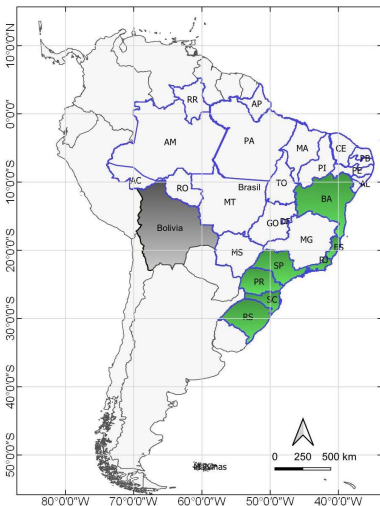 10°0'0"N
0°0'0"
10°0'0"S
20°0'0"S
30°0'0"S
40°0'0"S
50°0'0"S
RR
AP
AM
PA
MA
CE
PB
PI
PE
AL
AC
RO
TO
Brasil
BA
MT
Bolivia
GO
DF
MG
MS
ES
SP
RJ
PR
SC
RS
0 250 500 km
80°0'0"W 70°0'0"W 60°0'0"W 50°0'0"W 40°0'0"W